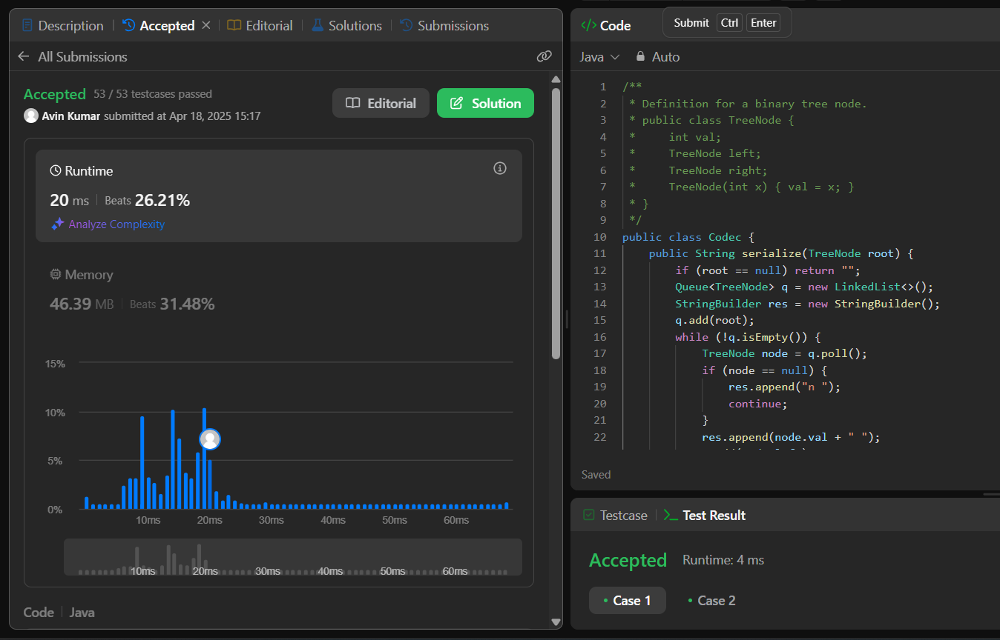 Description | Accepted × Editorial | Solutions | Submissions
All Submissions
Accepted 53 / 53 testcases passed
Avin Kumar submitted at Apr 18, 2025 15:17
Editorial
Solution
Runtime
20 ms | Beats 26.21%
Analyze Complexity
Memory
46.39 MB | Beats 31.48%
15%
10%
5%
0%
10ms 20ms 30ms 40ms 50ms 60ms
10ms 20ms 30ms 40ms 50ms 60ms
Code | Java
</> Code
Submit Ctrl Enter
Java Auto
1 /**
2  * Definition for a binary tree node.
3  * public class TreeNode {
4  *     int val;
5  *     TreeNode left;
6  *     TreeNode right;
7  *     TreeNode(int x) { val = x; }
8  * }
9  */
10 public class Codec {
11     public String serialize(TreeNode root) {
12         if (root == null) return "";
13         Queue<TreeNode> q = new LinkedList<>();
14         StringBuilder res = new StringBuilder();
15         q.add(root);
16         while (!q.isEmpty()) {
17             TreeNode node = q.poll();
18             if (node == null) {
19                 res.append("n ");
20                 continue;
21             }
22             res.append(node.val + " ");
Saved
Testcase | Test Result
Accepted Runtime: 4 ms
• Case 1 • Case 2